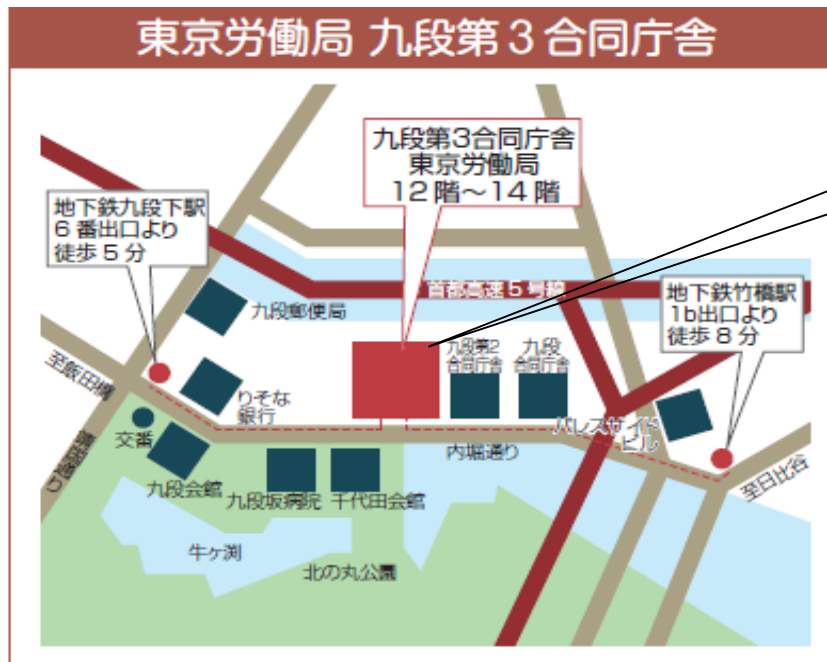 東京労働局 九段第3合同庁舎
九段第3合同庁舎
東京労働局
12階～14階
地下鉄九段下駅
6番出口より
徒歩5分
首都高速5号線
地下鉄竹橋駅
1b出口より
徒歩8分
九段郵便局
九段第2
合同庁舎
九段
合同庁舎
至飯田橋
りそな
銀行
パレスサイド
ビル
交番
内堀通り
至日比谷
九段会館
九段坂病院
千代田会館
牛ヶ渕
北の丸公園